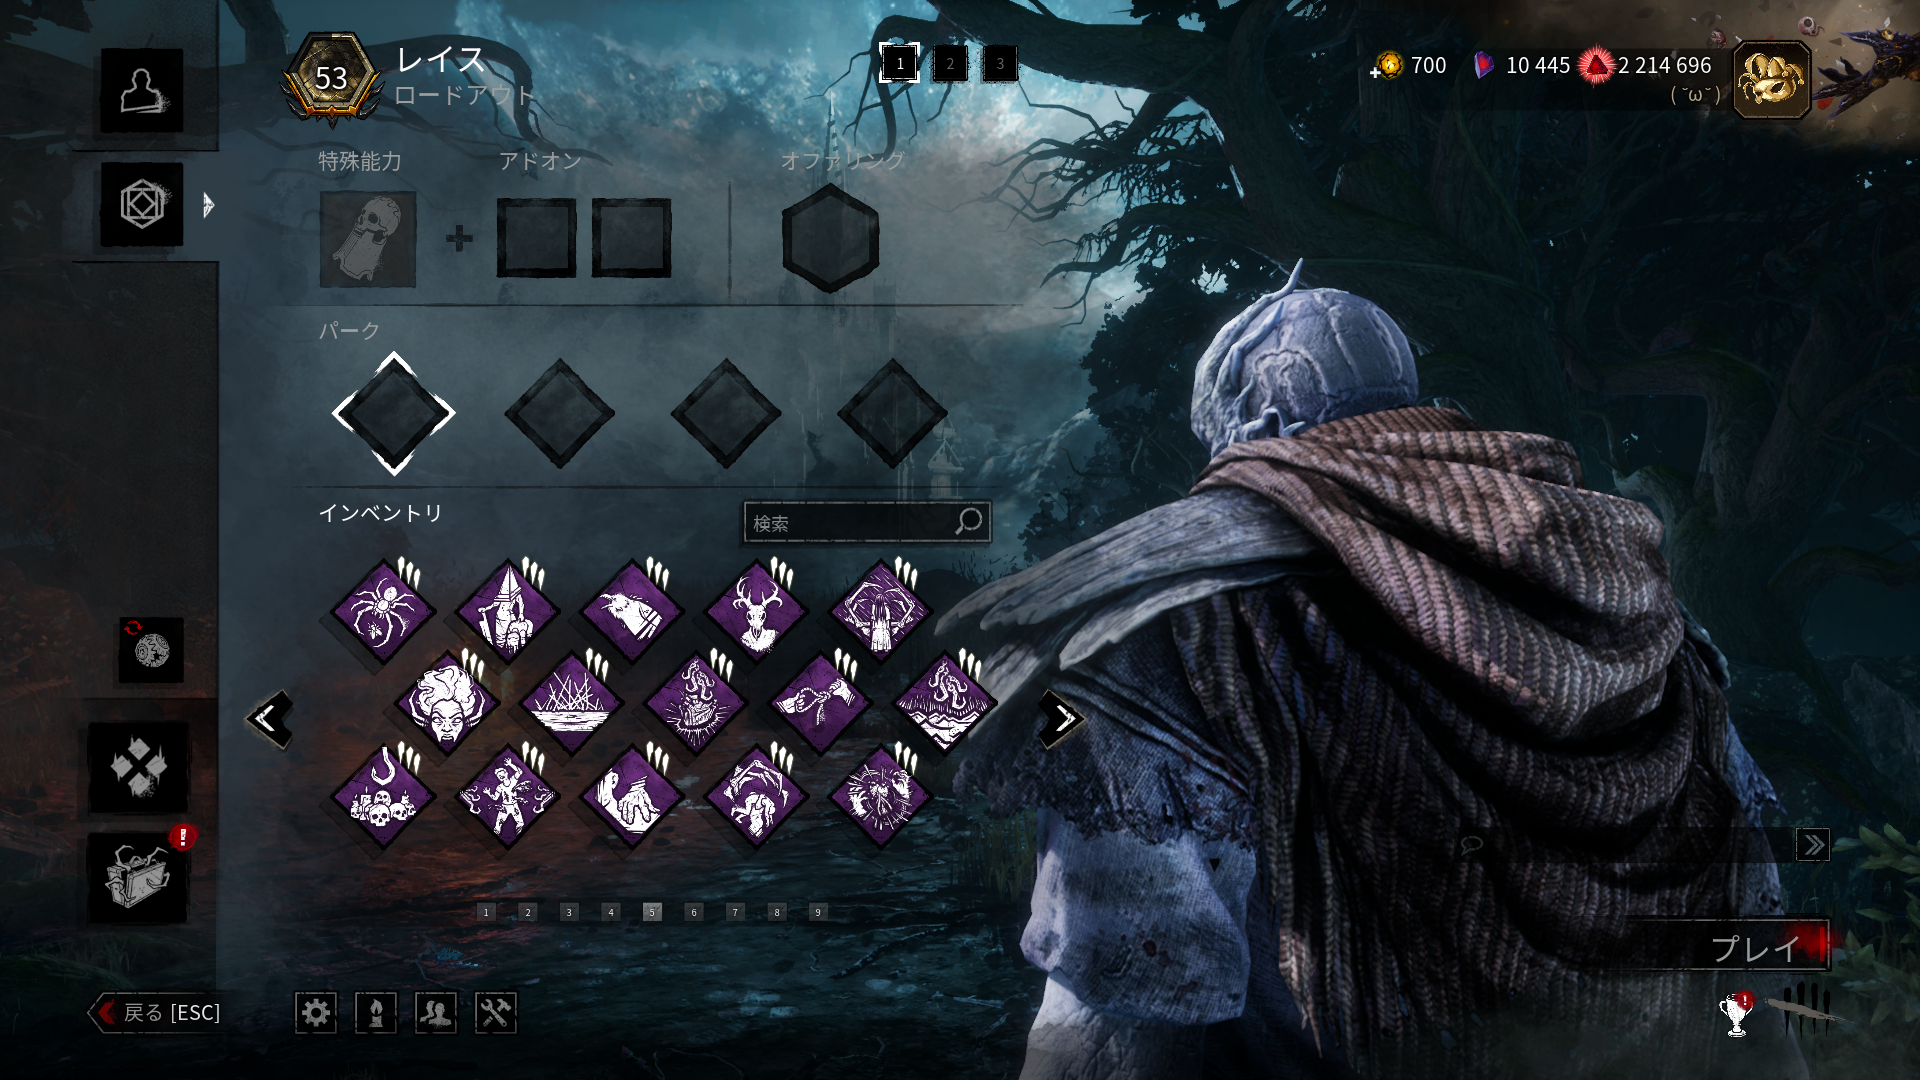 53
レイス
ロードアウト
1 2 3
700 10 445 2 214 696
( ˘ω˘ )
特殊能力 アドオン オファリング
パーク
インベントリ
検索
1 2 3 4 5 6 7 8 9
プレイ
戻る [ESC]